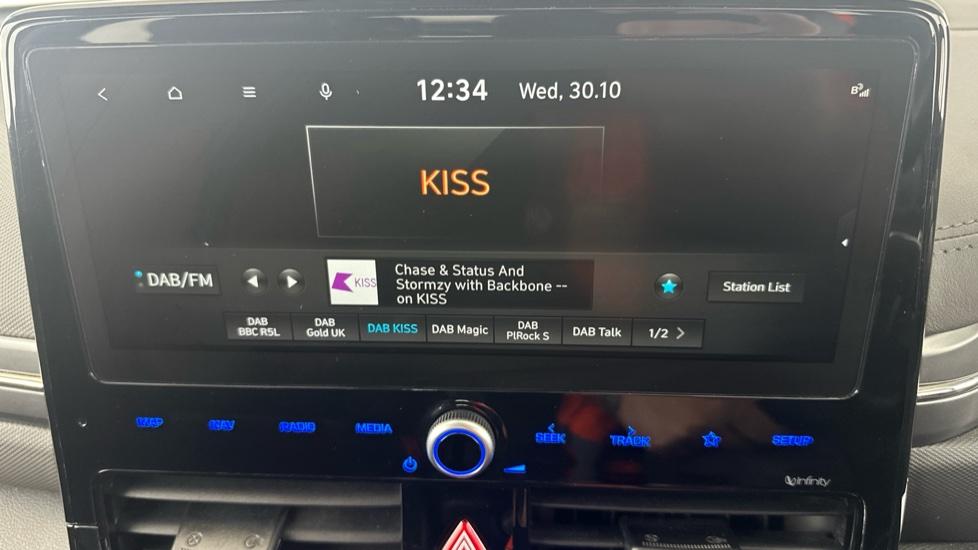 12:34 Wed, 30.10 B
KISS
DAB/FM
KISS
Chase & Status And
Stormzy with Backbone --
on KISS
Station List
DAB
BBC R5L
DAB
Gold UK
DAB KISS
DAB Magic
DAB
PlRock S
DAB Talk
1/2
MAP NAV RADIO MEDIA SEEK TRACK SETUP
infinity